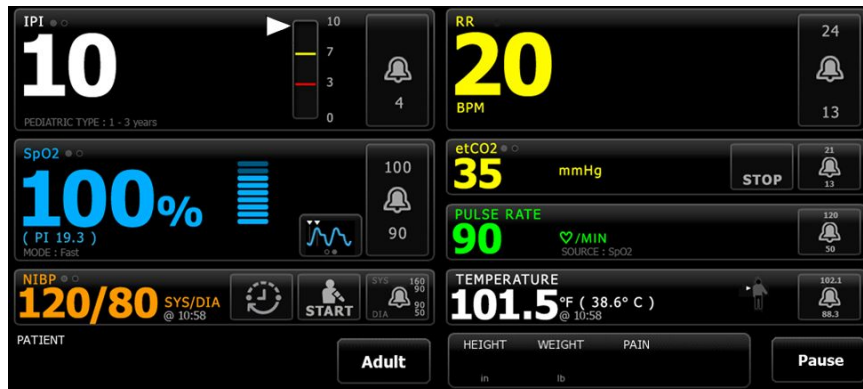 IPI
10
10
7
3
0
4
PEDIATRIC TYPE : 1 - 3 years
RR
20
BPM
24
13
SpO2
100%
( PI 19.3 )
MODE : Fast
100
90
etCO2
35
mmHg
STOP
21
13
PULSE RATE
90
/MIN
SOURCE : SpO2
120
50
NIBP
120/80
SYS/DIA
@ 10:58
START
SYS 160
90
90
DIA 50
TEMPERATURE
101.5°F ( 38.6° C )
@ 10:58
102.1
88.3
PATIENT
Adult
HEIGHT WEIGHT PAIN
in lb
Pause